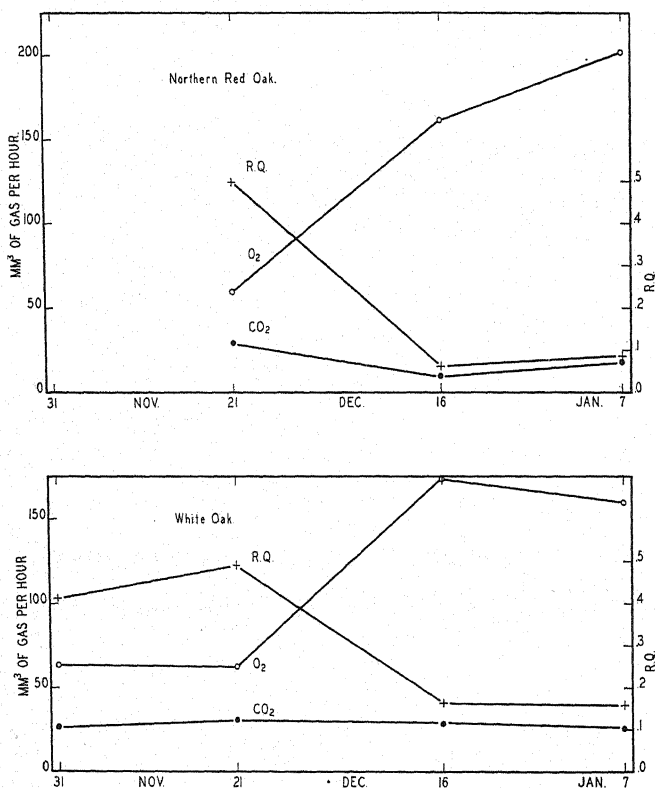 200
Northern Red Oak.
150
R.Q.
.5
100
.4
O2
.3
50
.2
CO2
.1
0
.0
MM3 OF GAS PER HOUR.
R.Q.
31 NOV. 21 DEC. 16 JAN. 7
150
White Oak
R.Q.
.5
100
.4
.3
O2
50
.2
CO2
.1
0
.0
MM3 OF GAS PER HOUR
R.Q.
31 NOV. 21 DEC. 16 JAN. 7